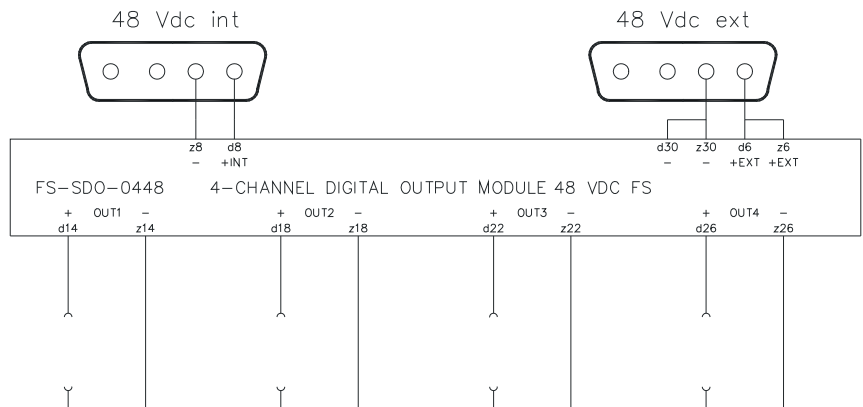 48 Vdc int 48 Vdc ext
z8 d8 d30 z30 d6 z6
− +INT − − +EXT +EXT
FS−SDO−0448 4−CHANNEL DIGITAL OUTPUT MODULE 48 VDC FS
+ OUT1 − + OUT2 − + OUT3 − + OUT4 −
d14 z14 d18 z18 d22 z22 d26 z26